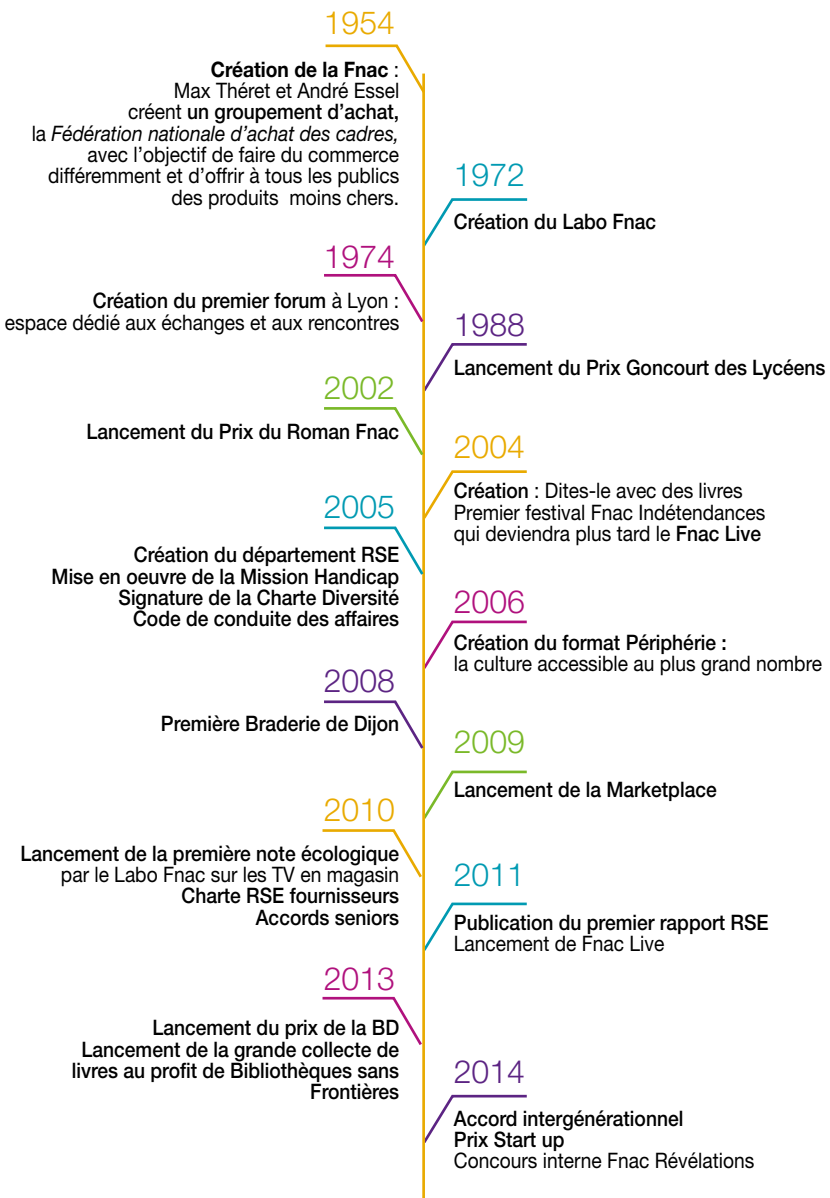 1954
Création de la Fnac :
Max Théret et André Essel
créent un groupement d'achat,
la Fédération nationale d'achat des cadres,
avec l'objectif de faire du commerce
différemment et d'offrir à tous les publics
des produits moins chers.
1972
Création du Labo Fnac
1974
Création du premier forum à Lyon :
espace dédié aux échanges et aux rencontres
1988
Lancement du Prix Goncourt des Lycéens
2002
Lancement du Prix du Roman Fnac
2004
Création : Dites-le avec des livres
Premier festival Fnac Indétendances
qui deviendra plus tard le Fnac Live
2005
Création du département RSE
Mise en oeuvre de la Mission Handicap
Signature de la Charte Diversité
Code de conduite des affaires
2006
Création du format Périphérie :
la culture accessible au plus grand nombre
2008
Première Braderie de Dijon
2009
Lancement de la Marketplace
2010
Lancement de la première note écologique
par le Labo Fnac sur les TV en magasin
Charte RSE fournisseurs
Accords seniors
2011
Publication du premier rapport RSE
Lancement de Fnac Live
2013
Lancement du prix de la BD
Lancement de la grande collecte de
livres au profit de Bibliothèques sans
Frontières
2014
Accord intergénérationnel
Prix Start up
Concours interne Fnac Révélations